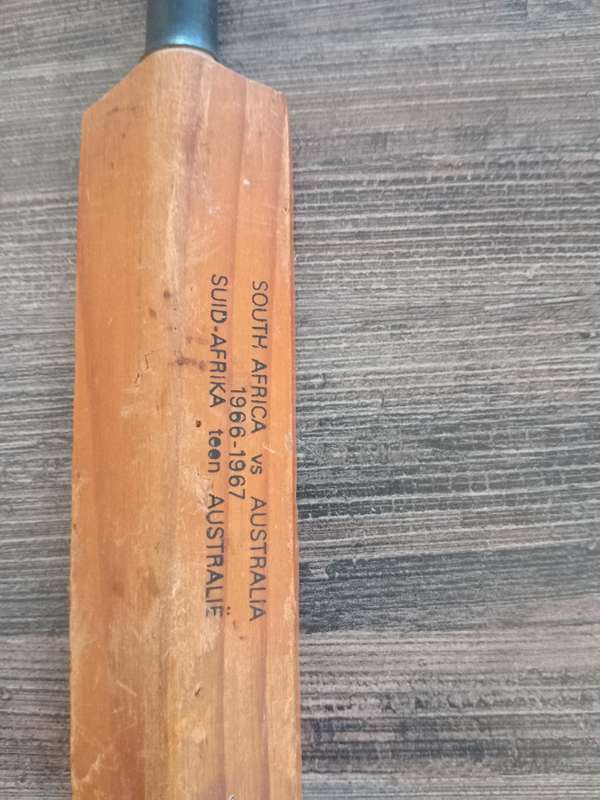 SOUTH AFRICA vs AUSTRALIA
1966-1967
SUID-AFRIKA teen AUSTRALIË